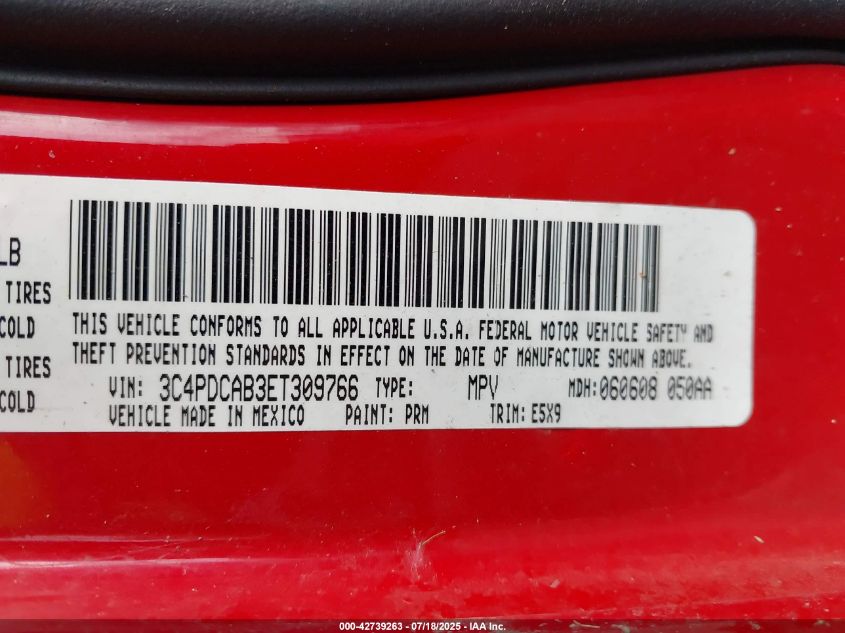 LB
TIRES
COLD
TIRES
COLD
THIS VEHICLE CONFORMS TO ALL APPLICABLE U.S.A. FEDERAL MOTOR VEHICLE SAFETY AND
THEFT PREVENTION STANDARDS IN EFFECT ON THE DATE OF MANUFACTURE SHOWN ABOVE.
VIN: 3C4PDCAB3ET309766 TYPE: MPV MDH:060608 050AA
VEHICLE MADE IN MEXICO PAINT: PRM TRIM: E5X9
000-42739263 - 07/18/2025 - IAA Inc.